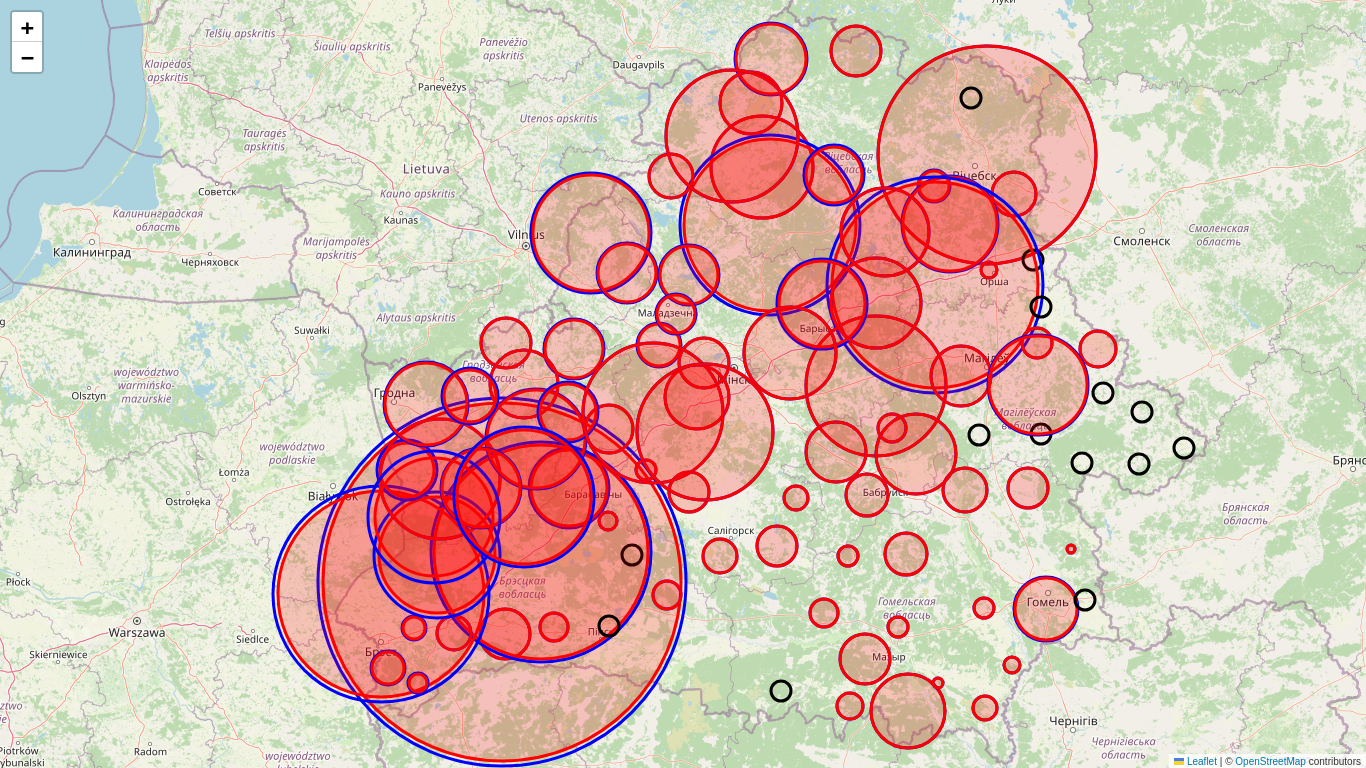 +
−
Луки
Telšių apskritis
Šiaulių apskritis
Panevėžio
apskritis
Klaipėdos
apskritis
Daugavpils
Panevėžys
Utenos apskritis
Tauragės
apskritis
Lietuva
Віцебская
вобласць
Віцебск
Советск
Kauno apskritis
Калининградская
область
Kaunas
Vilnius
Смоленск
Смоленская
область
Marijampolės
apskritis
Калининград
Черняховск
Орша
Alytaus apskritis
Маладзечна
Suwałki
Барысаў
Магілёў
Гродзенская
вобласць
Мінск
województwo
warmińsko-
mazurskie
Гродна
Olsztyn
Магілёўская
вобласць
województwo
podlaskie
Łomża
Брянск
Białystok
Баранавічы
Бабруйск
Ostrołęka
Брянская
область
Салігорск
Płock
Брэсцкая
вобласць
Гомельская
вобласць
Гомель
Warszawa
Siedlce
Пінск
Skierniewice
Брэст
Мазыр
Чернігів
Radom
Чернігівська
область
Piotrków
województwo
Leaflet | © OpenStreetMap contributors